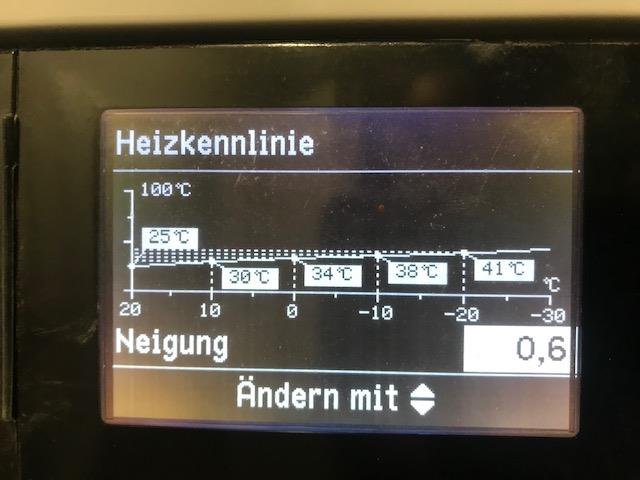 Heizkennlinie
100°C
25°C
30°C 34°C 38°C 41°C
°C
20 10 0 -10 -20 -30
Neigung 0,6
Ändern mit